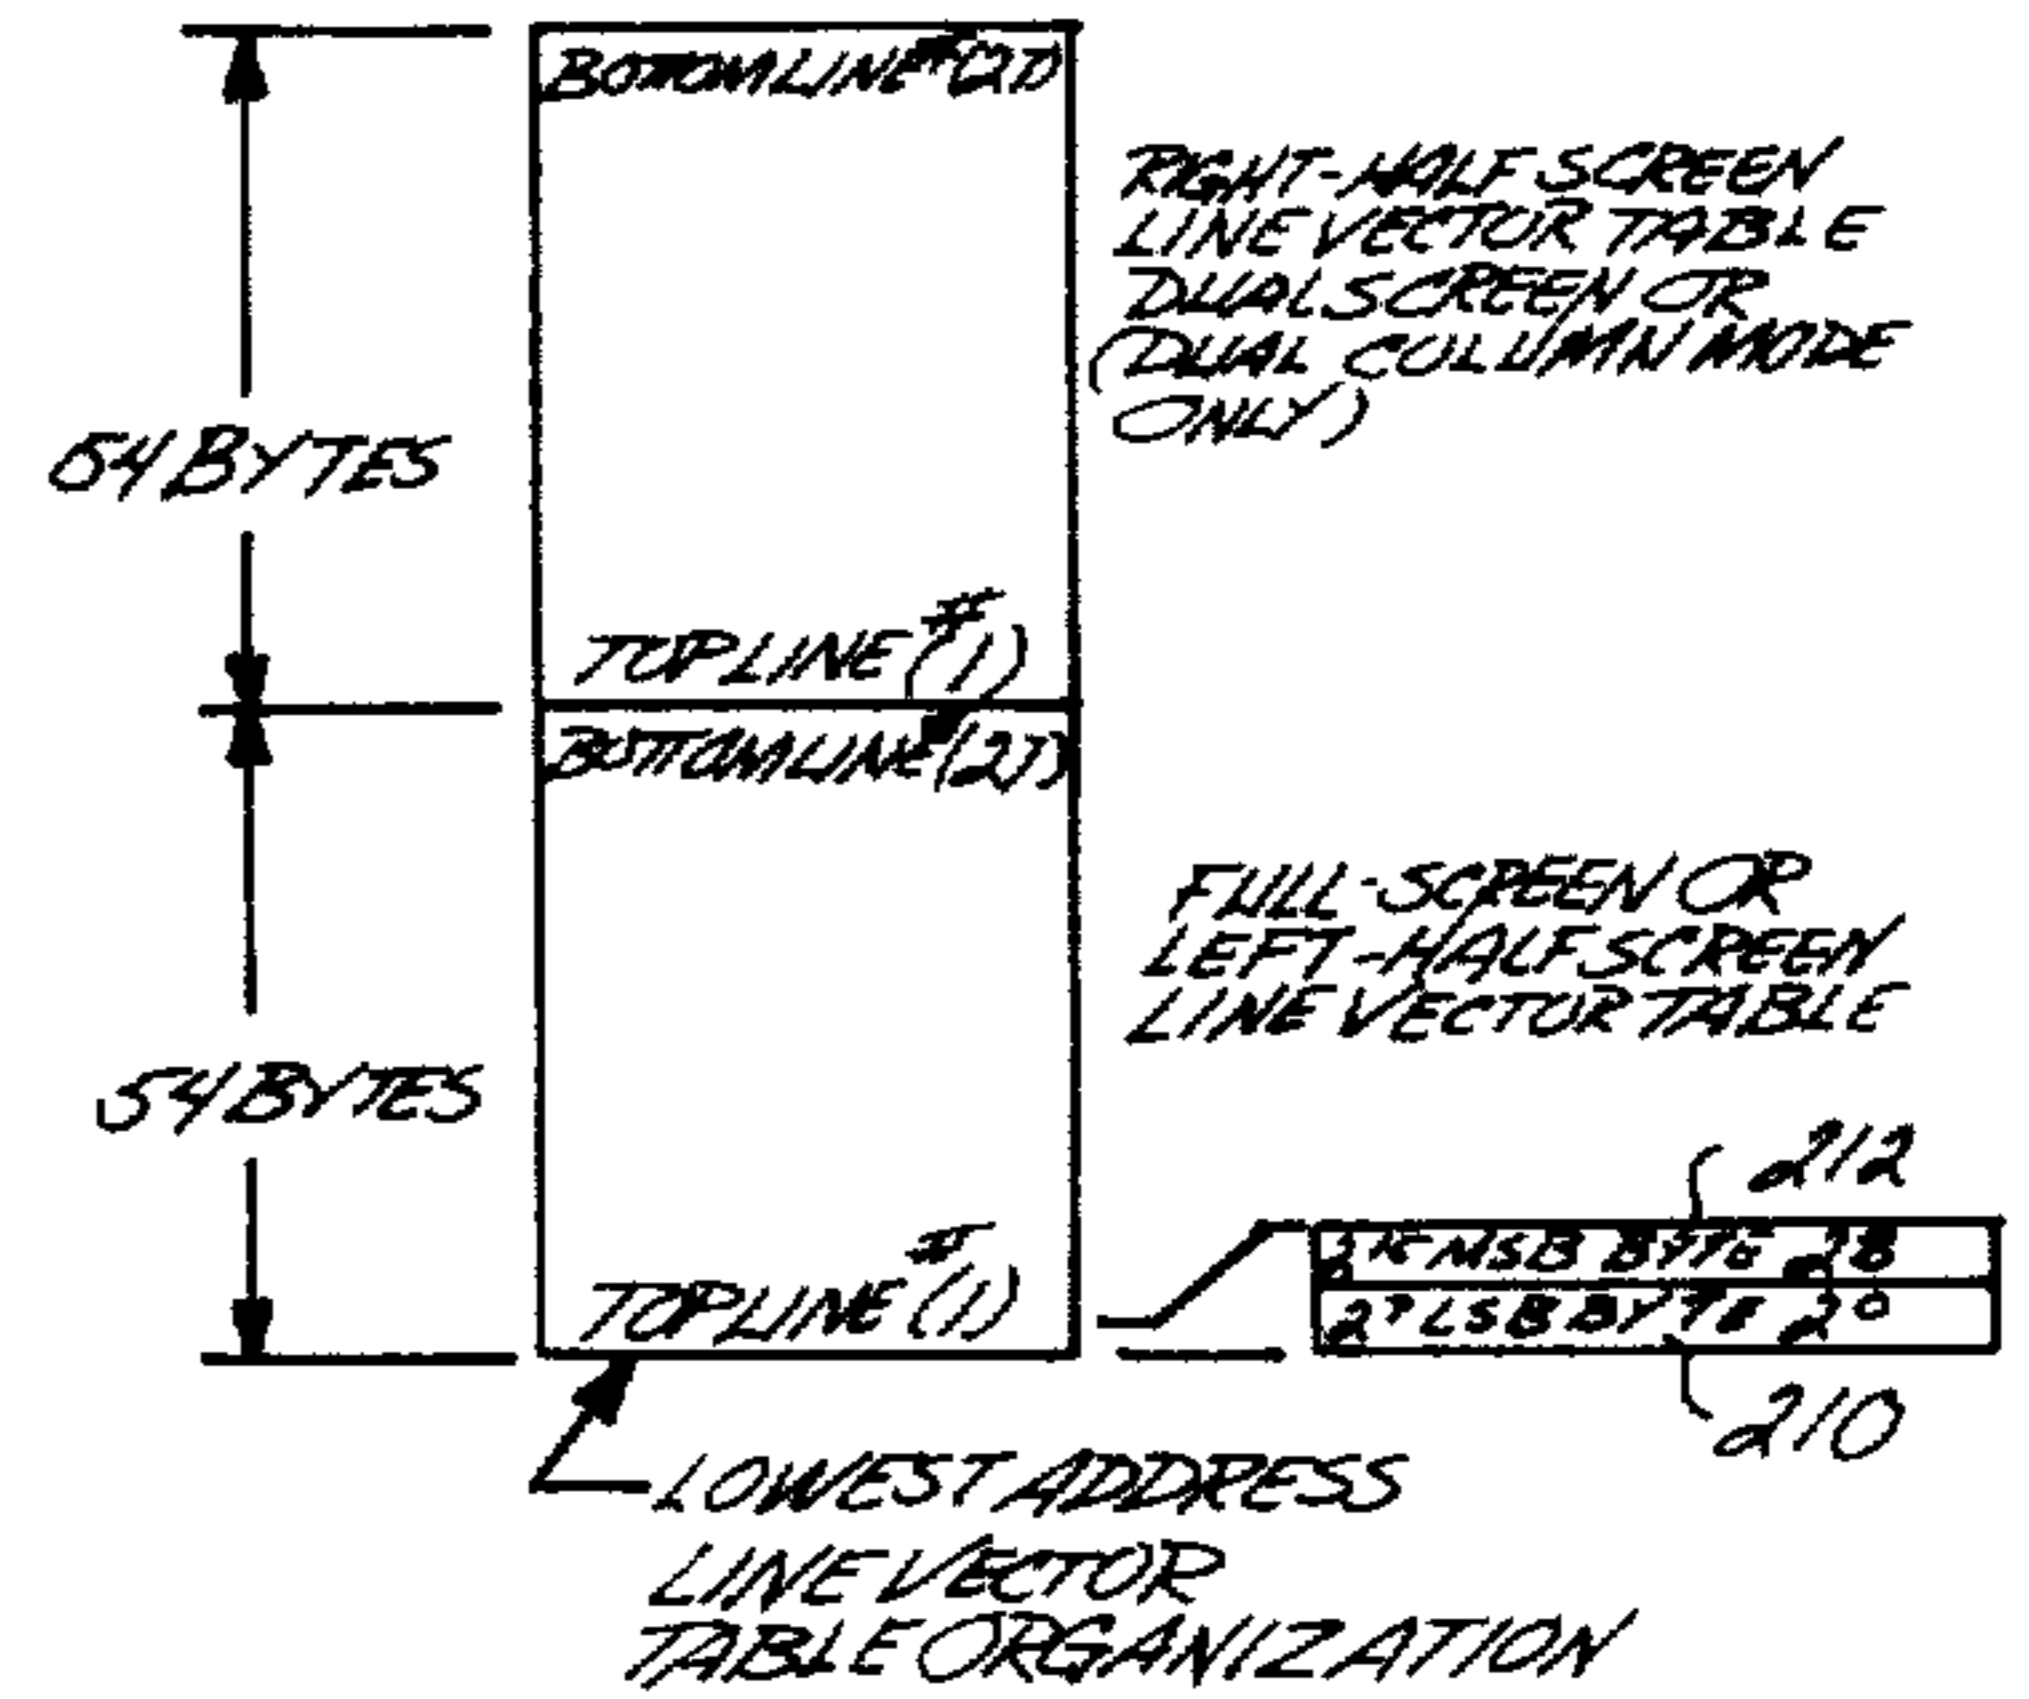 BOTTOM LINE #(27)
RIGHT-HALF SCREEN
LINE VECTOR TABLE
DUAL SCREEN OR
(DUAL COLUMN MODE
ONLY)
54 BYTES
TOP LINE #(1)
BOTTOM LINE #(27)
FULL-SCREEN OR
LEFT-HALF SCREEN
LINE VECTOR TABLE
54 BYTES
212
MSB BYTE 2⁸
TOP LINE #(1)
2⁷ LSB BYTE 2⁰
210
LOWEST ADDRESS
LINE VECTOR
TABLE ORGANIZATION